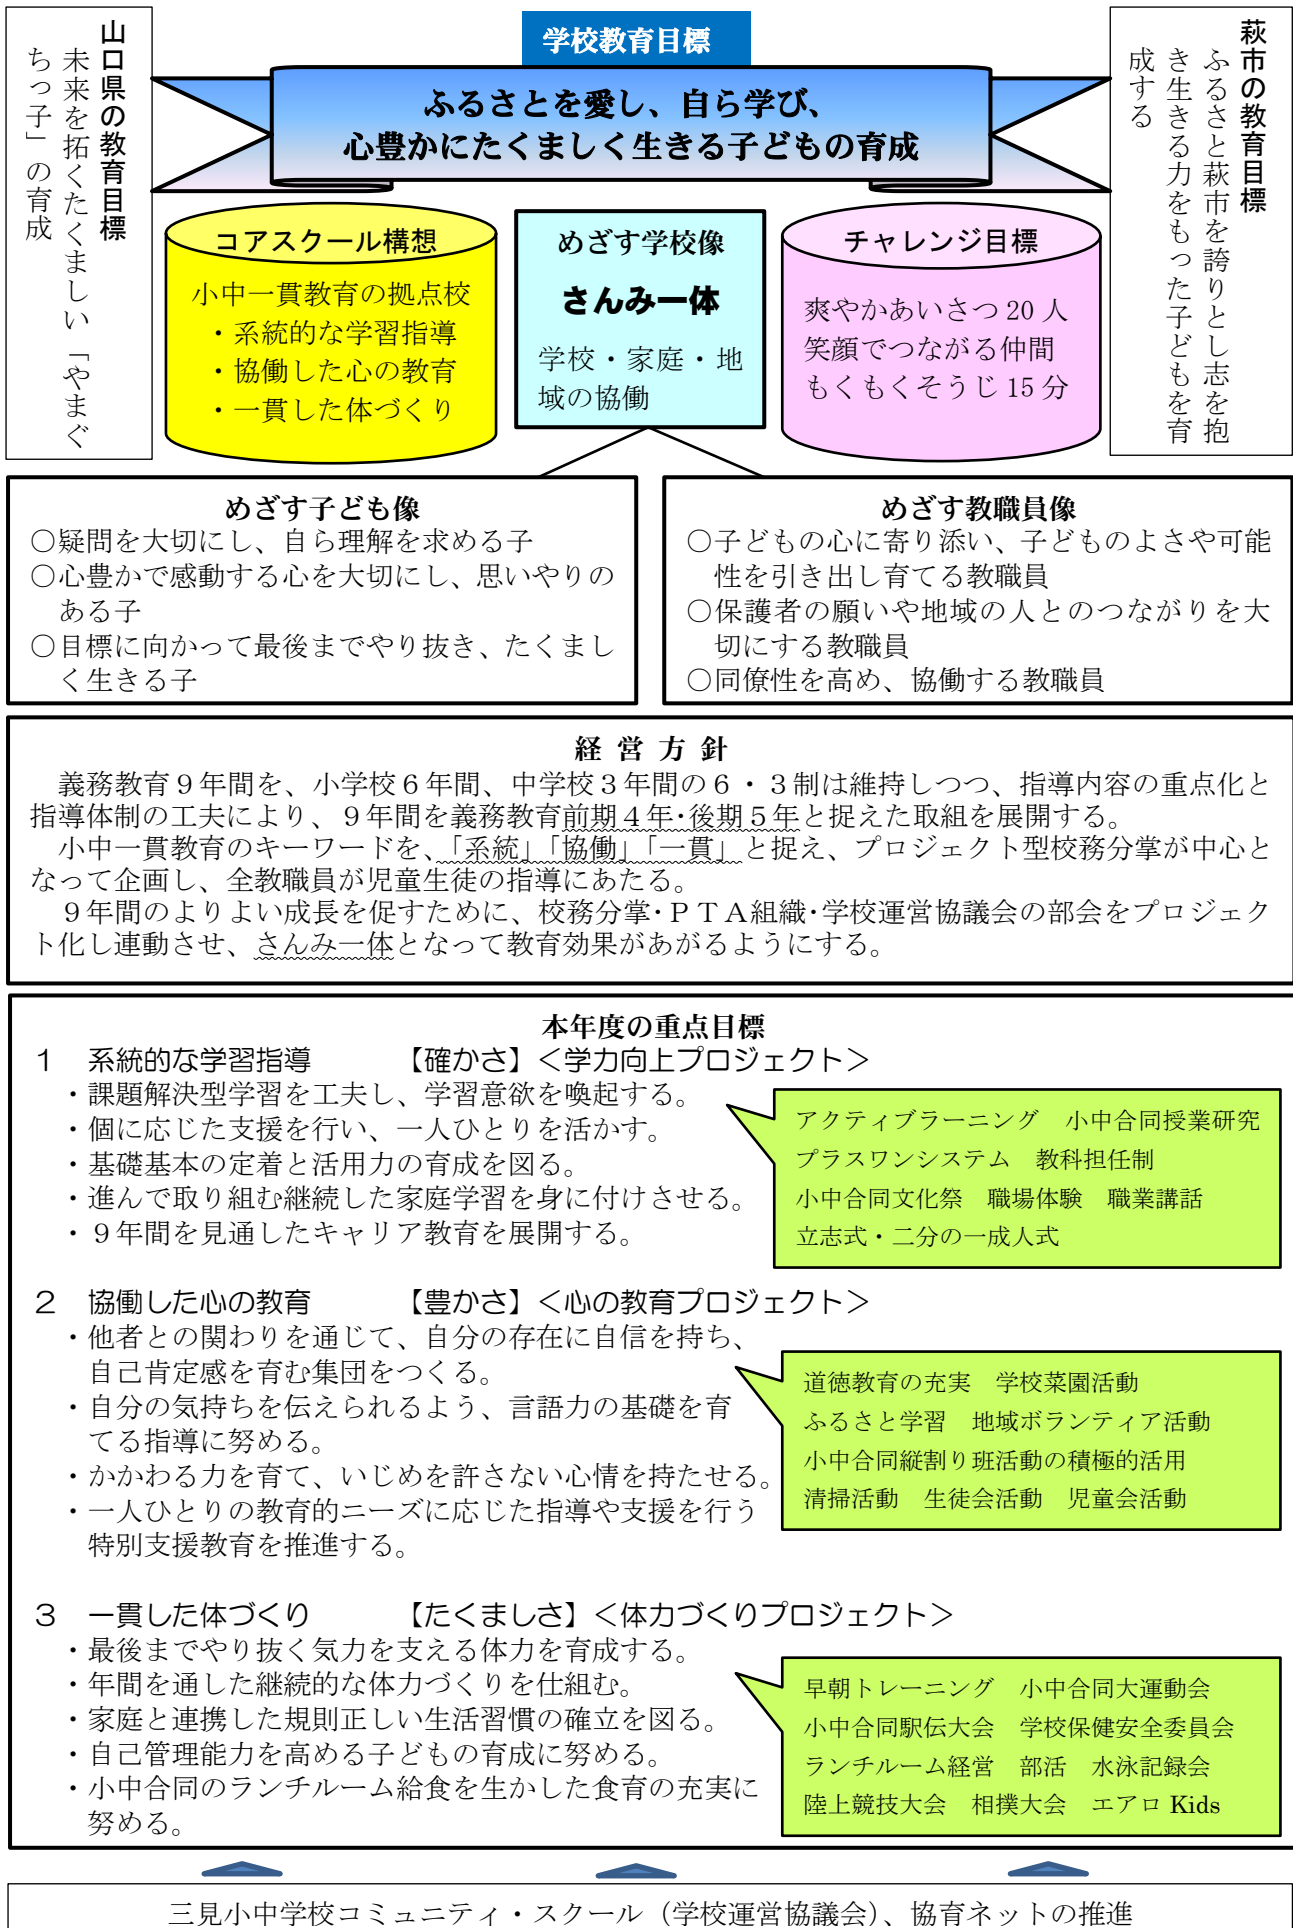 学校教育目標
ふるさとを愛し、自ら学び、
心豊かにたくましく生きる子どもの育成
山口県の教育目標
未来を拓くたくましい「やまぐ
ちっ子」の育成
萩市の教育目標
ふるさと萩市を誇りとし志を抱
き生きる力をもった子どもを育
成する
コアスクール構想
小中一貫教育の拠点校
・系統的な学習指導
・協働した心の教育
・一貫した体づくり
めざす学校像
さんみ一体
学校・家庭・地
域の協働
チャレンジ目標
爽やかあいさつ 20 人
笑顔でつながる仲間
もくもくそうじ 15 分
めざす子ども像
○疑問を大切にし、自ら理解を求める子
○心豊かで感動する心を大切にし、思いやりの
ある子
○目標に向かって最後までやり抜き、たくまし
く生きる子
めざす教職員像
○子どもの心に寄り添い、子どものよさや可能
性を引き出し育てる教職員
○保護者の願いや地域の人とのつながりを大
切にする教職員
○同僚性を高め、協働する教職員
経 営 方 針
義務教育９年間を、小学校６年間、中学校３年間の６・３制は維持しつつ、指導内容の重点化と
指導体制の工夫により、９年間を義務教育前期４年･後期５年と捉えた取組を展開する。
小中一貫教育のキーワードを、「系統」「協働」「一貫」と捉え、プロジェクト型校務分掌が中心と
なって企画し、全教職員が児童生徒の指導にあたる。
９年間のよりよい成長を促すために、校務分掌･ＰＴＡ組織･学校運営協議会の部会をプロジェク
ト化し連動させ、さんみ一体となって教育効果があがるようにする。
本年度の重点目標
１　系統的な学習指導　　　【確かさ】＜学力向上プロジェクト＞
・課題解決型学習を工夫し、学習意欲を喚起する。
・個に応じた支援を行い、一人ひとりを活かす。
・基礎基本の定着と活用力の育成を図る。
・進んで取り組む継続した家庭学習を身に付けさせる。
・９年間を見通したキャリア教育を展開する。
アクティブラーニング　小中合同授業研究
プラスワンシステム　教科担任制
小中合同文化祭　職場体験　職業講話
立志式・二分の一成人式
２　協働した心の教育　　　【豊かさ】＜心の教育プロジェクト＞
・他者との関わりを通じて、自分の存在に自信を持ち、
自己肯定感を育む集団をつくる。
・自分の気持ちを伝えられるよう、言語力の基礎を育
てる指導に努める。
・かかわる力を育て、いじめを許さない心情を持たせる。
・一人ひとりの教育的ニーズに応じた指導や支援を行う
特別支援教育を推進する。
道徳教育の充実　学校菜園活動
ふるさと学習　地域ボランティア活動
小中合同縦割り班活動の積極的活用
清掃活動　生徒会活動　児童会活動
３　一貫した体づくり　　　【たくましさ】＜体力づくりプロジェクト＞
・最後までやり抜く気力を支える体力を育成する。
・年間を通した継続的な体力づくりを仕組む。
・家庭と連携した規則正しい生活習慣の確立を図る。
・自己管理能力を高める子どもの育成に努める。
・小中合同のランチルーム給食を生かした食育の充実に
努める。
早朝トレーニング　小中合同大運動会
小中合同駅伝大会　学校保健安全委員会
ランチルーム経営　部活　水泳記録会
陸上競技大会　相撲大会　エアロ Kids
三見小中学校コミュニティ・スクール（学校運営協議会）、協育ネットの推進